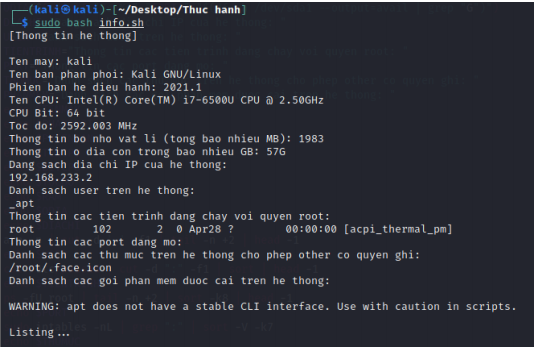 (kali㉿kali)-[~/Desktop/Thuc hanh]
$ sudo bash info.sh
[Thong tin he thong]
Ten may: kali
Ten ban phan phoi: Kali GNU/Linux
Phien ban he dieu hanh: 2021.1
Ten CPU: Intel(R) Core(TM) i7-6500U CPU @ 2.50GHz
CPU Bit: 64 bit
Toc do: 2592.003 MHz
Thong tin bo nho vat li (tong bao nhieu MB): 1983
Thong tin o dia con trong bao nhieu GB: 57G
Dang sach dia chi IP cua he thong:
192.168.233.2
Danh sach user tren he thong:
_apt
Thong tin cac tien trinh dang chay voi quyen root:
root 102 2 0 Apr28 ? 00:00:00 [acpi_thermal_pm]
Thong tin cac port dang mo:
Danh sach cac thu muc tren he thong cho phep other co quyen ghi:
/root/.face.icon
Danh sach cac goi phan mem duoc cai tren he thong:
WARNING: apt does not have a stable CLI interface. Use with caution in scripts.
Listing...